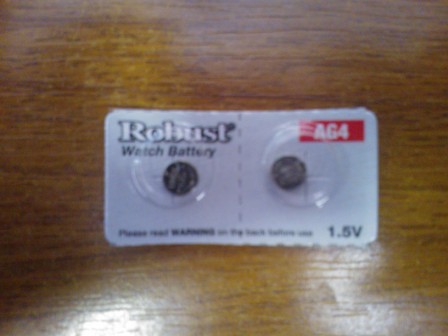 Robust®
AG4
Watch Battery
Please read WARNING on the back before use
1.5V